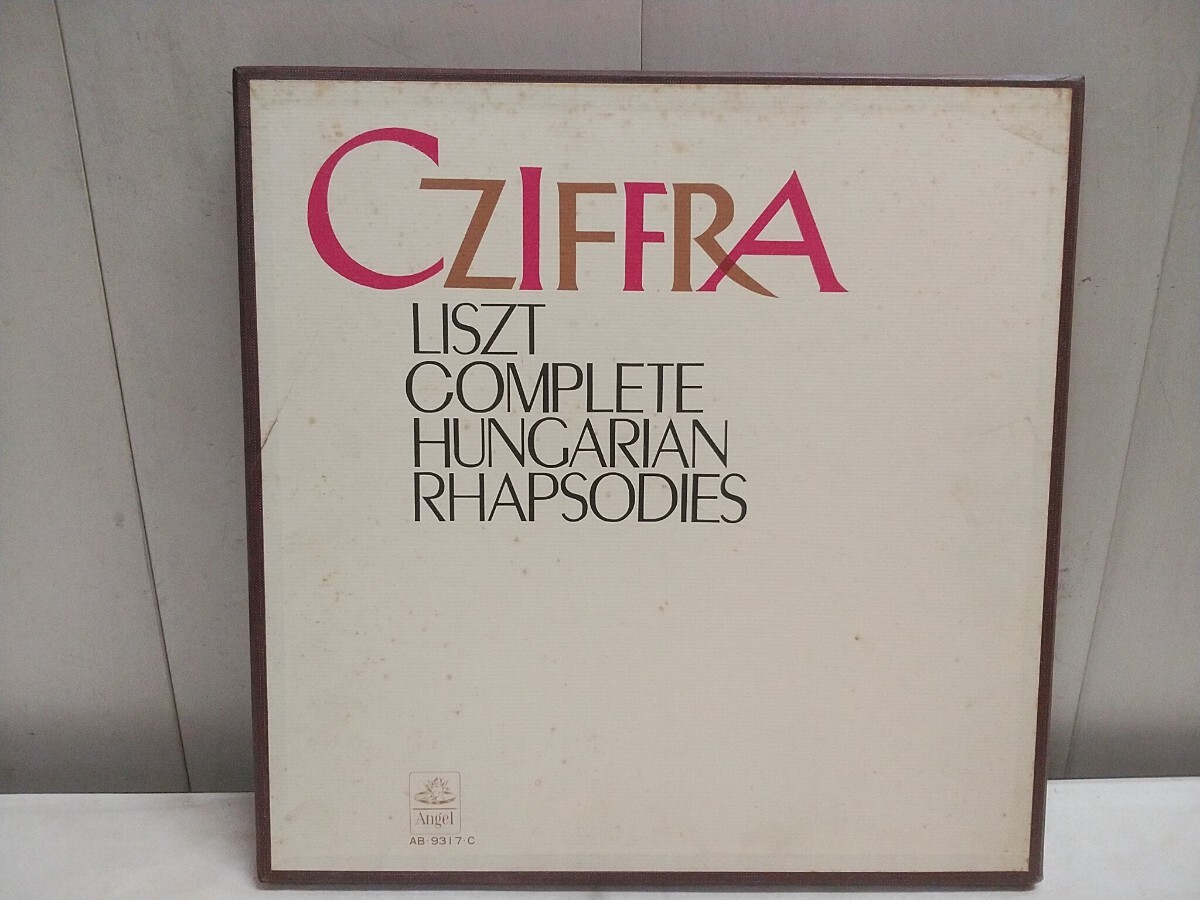 CZIFFRA
LISZT
COMPLETE
HUNGARIAN
RHAPSODIES
Angel
AB·9317·C